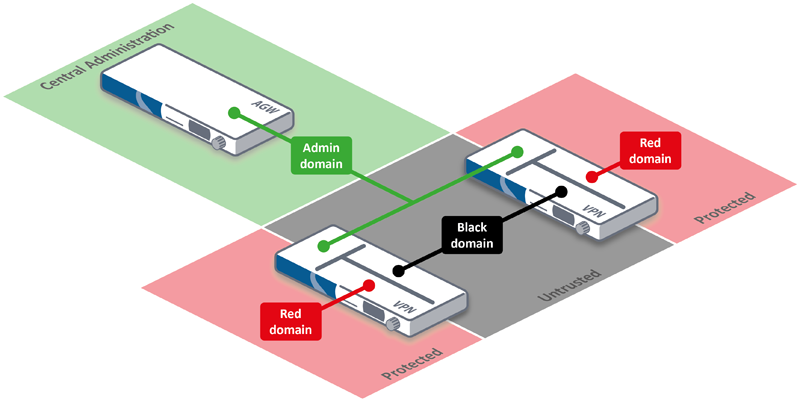 Central Administration
AGW
Admin
domain
Red
domain
VPN
Protected
Black
domain
Untrusted
VPN
Red
domain
Protected